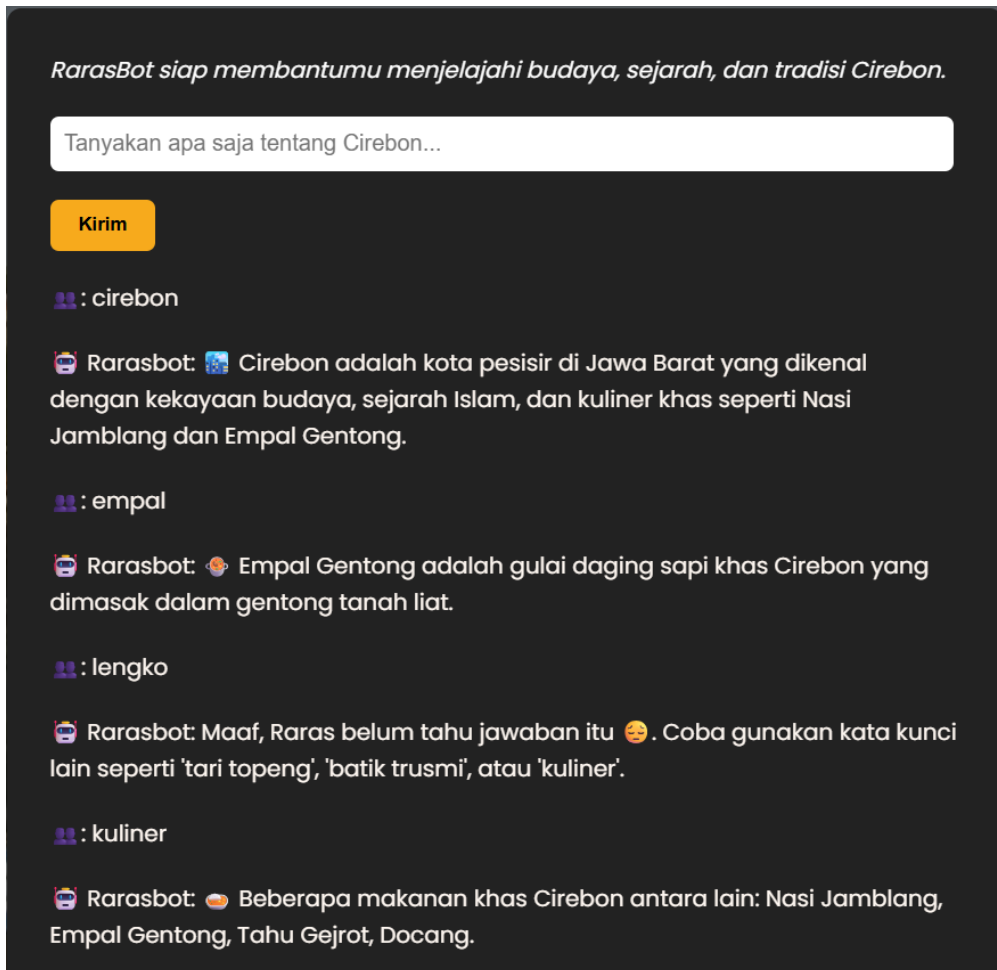 RarasBot siap membantumu menjelajahi budaya, sejarah, dan tradisi Cirebon.
Tanyakan apa saja tentang Cirebon...
Kirim
👥: cirebon
🤖 Rarasbot: 🏙️ Cirebon adalah kota pesisir di Jawa Barat yang dikenal
dengan kekayaan budaya, sejarah Islam, dan kuliner khas seperti Nasi
Jamblang dan Empal Gentong.
👥: empal
🤖 Rarasbot: 🍲 Empal Gentong adalah gulai daging sapi khas Cirebon yang
dimasak dalam gentong tanah liat.
👥: lengko
🤖 Rarasbot: Maaf, Raras belum tahu jawaban itu 😔. Coba gunakan kata kunci
lain seperti 'tari topeng', 'batik trusmi', atau 'kuliner'.
👥: kuliner
🤖 Rarasbot: 🍛 Beberapa makanan khas Cirebon antara lain: Nasi Jamblang,
Empal Gentong, Tahu Gejrot, Docang.